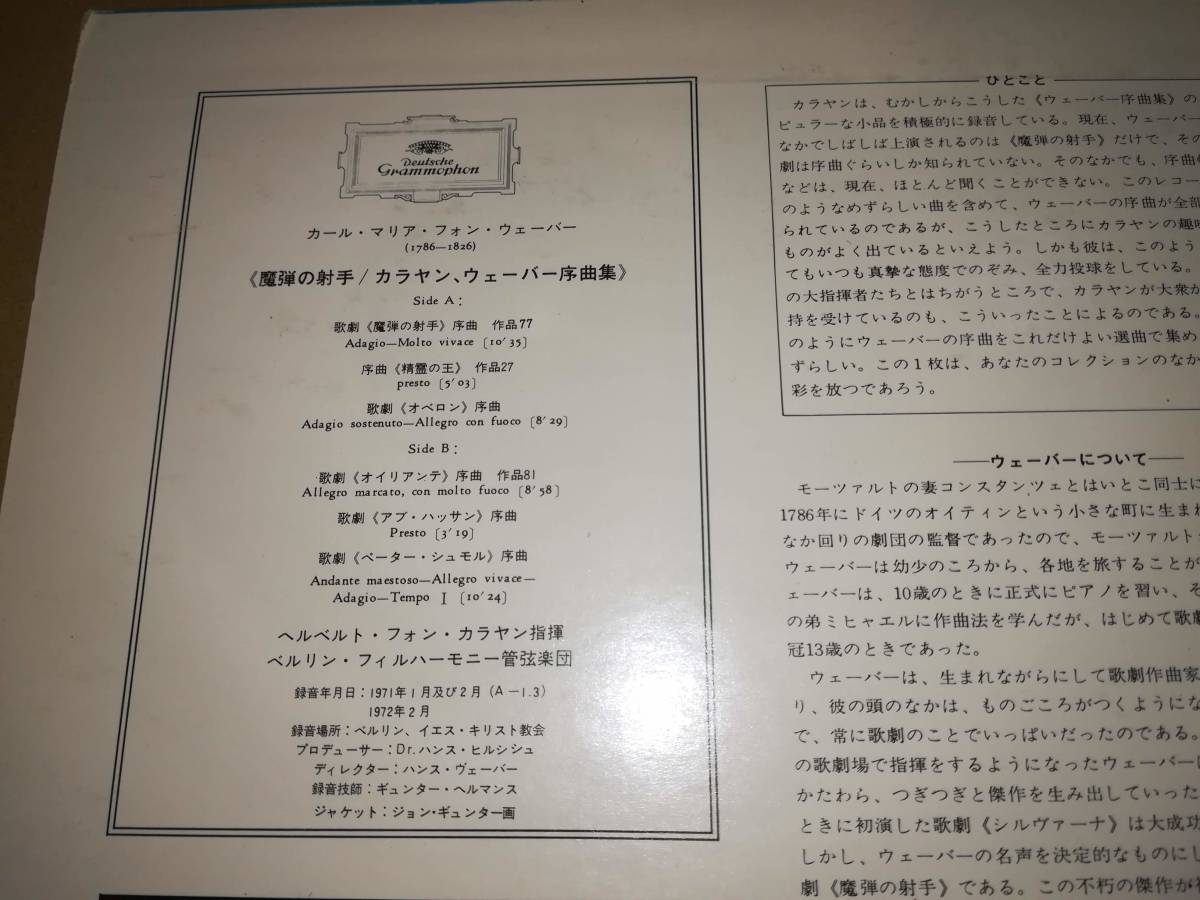 Deutsche
Grammophon
カール・マリア・フォン・ウェーバー
(1786—1826)
《魔弾の射手/カラヤン、ウェーバー序曲集》
Side A:
歌劇《魔弾の射手》序曲 作品77
Adagio—Molto vivace [10′35]
序曲《精霊の王》 作品27
presto [5′03]
歌劇《オベロン》序曲
Adagio sostenuto—Allegro con fuoco [8′29]
Side B:
歌劇《オイリアンテ》序曲 作品81
Allegro marcato, con molto fuoco [8′58]
歌劇《アブ・ハッサン》序曲
Presto [3′19]
歌劇《ペーター・シュモル》序曲
Andante maestoso—Allegro vivace—
Adagio—Tempo I [10′24]
ヘルベルト・フォン・カラヤン指揮
ベルリン・フィルハーモニー管弦楽団
録音年月日：1971年1月及び2月 (A—1.3)
1972年2月
録音場所：ベルリン、イエス・キリスト教会
プロデューサー：Dr.ハンス・ヒルシシュ
ディレクター：ハンス・ヴェーバー
録音技師：ギュンター・ヘルマンス
ジャケット：ジョン・ギュンター画
ひとこと
カラヤンは、むかしからこうした《ウェーバー序曲集》の
ピュラーな小品を積極的に録音している。現在、ウェーバー
なかでしばしば上演されるのは《魔弾の射手》だけで、その
劇は序曲ぐらいしか知られていない。そのなかでも、序曲
などは、現在、ほとんど聞くことができない。このレコー
のようなめずらしい曲を含めて、ウェーバーの序曲が全部
られているのであるが、こうしたところにカラヤンの趣味
ものがよく出ているといえよう。しかも彼は、このよう
てもいつも真摯な態度でのぞみ、全力投球をしている。
の大指揮者たちとはちがうところで、カラヤンが大衆か
持を受けているのも、こういったことによるのである。
のようにウェーバーの序曲をこれだけよい選曲で集め
ずらしい。この1枚は、あなたのコレクションのなか
彩を放つであろう。
——ウェーバーについて——
モーツァルトの妻コンスタンツェとはいとこ同士に
1786年にドイツのオイティンという小さな町に生まれ
なか回りの劇団の監督であったので、モーツァルト
ウェーバーは幼少のころから、各地を旅することが
ェーバーは、10歳のときに正式にピアノを習い、そ
の弟ミヒャエルに作曲法を学んだが、はじめて歌劇
冠13歳のときであった。
ウェーバーは、生まれながらにして歌劇作曲家
り、彼の頭のなかは、ものごころがつくようにな
で、常に歌劇のことでいっぱいだったのである。
の歌劇場で指揮をするようになったウェーバーは
かたわら、つぎつぎと傑作を生み出していった
ときに初演した歌劇《シルヴァーナ》は大成功
しかし、ウェーバーの名声を決定的なものにし
劇《魔弾の射手》である。この不朽の傑作が